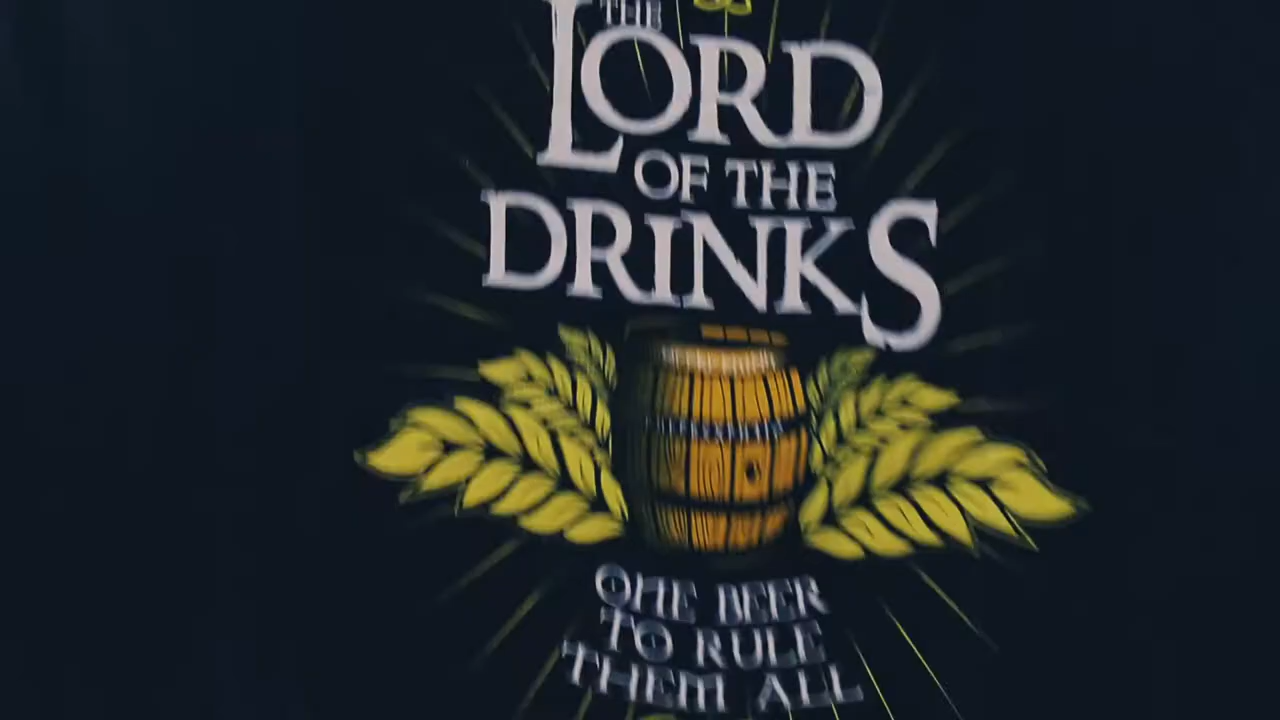 THE
LORD
OF THE
DRINKS
ONE BEER
TO RULE
THEM ALL